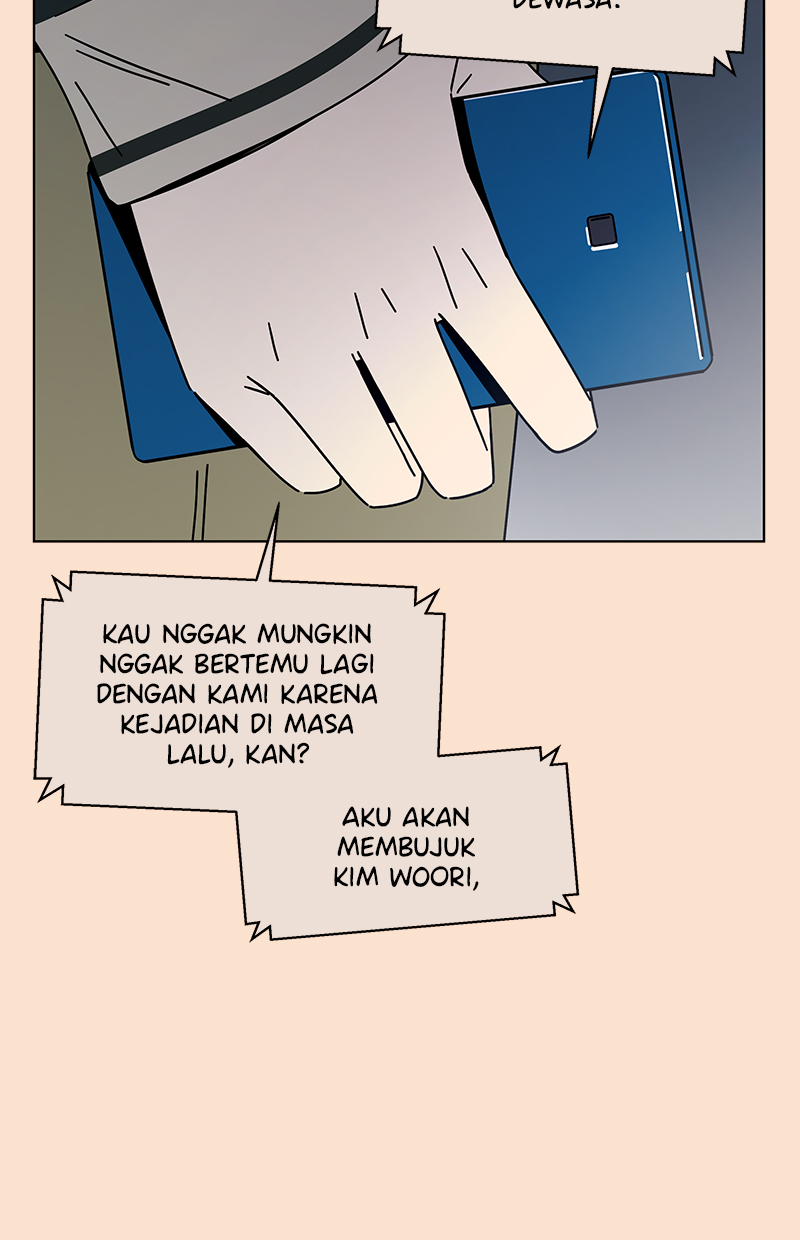 DEWASA.
KAU NGGAK MUNGKIN
NGGAK BERTEMU LAGI
DENGAN KAMI KARENA
KEJADIAN DI MASA
LALU, KAN?
AKU AKAN
MEMBUJUK
KIM WOORI,